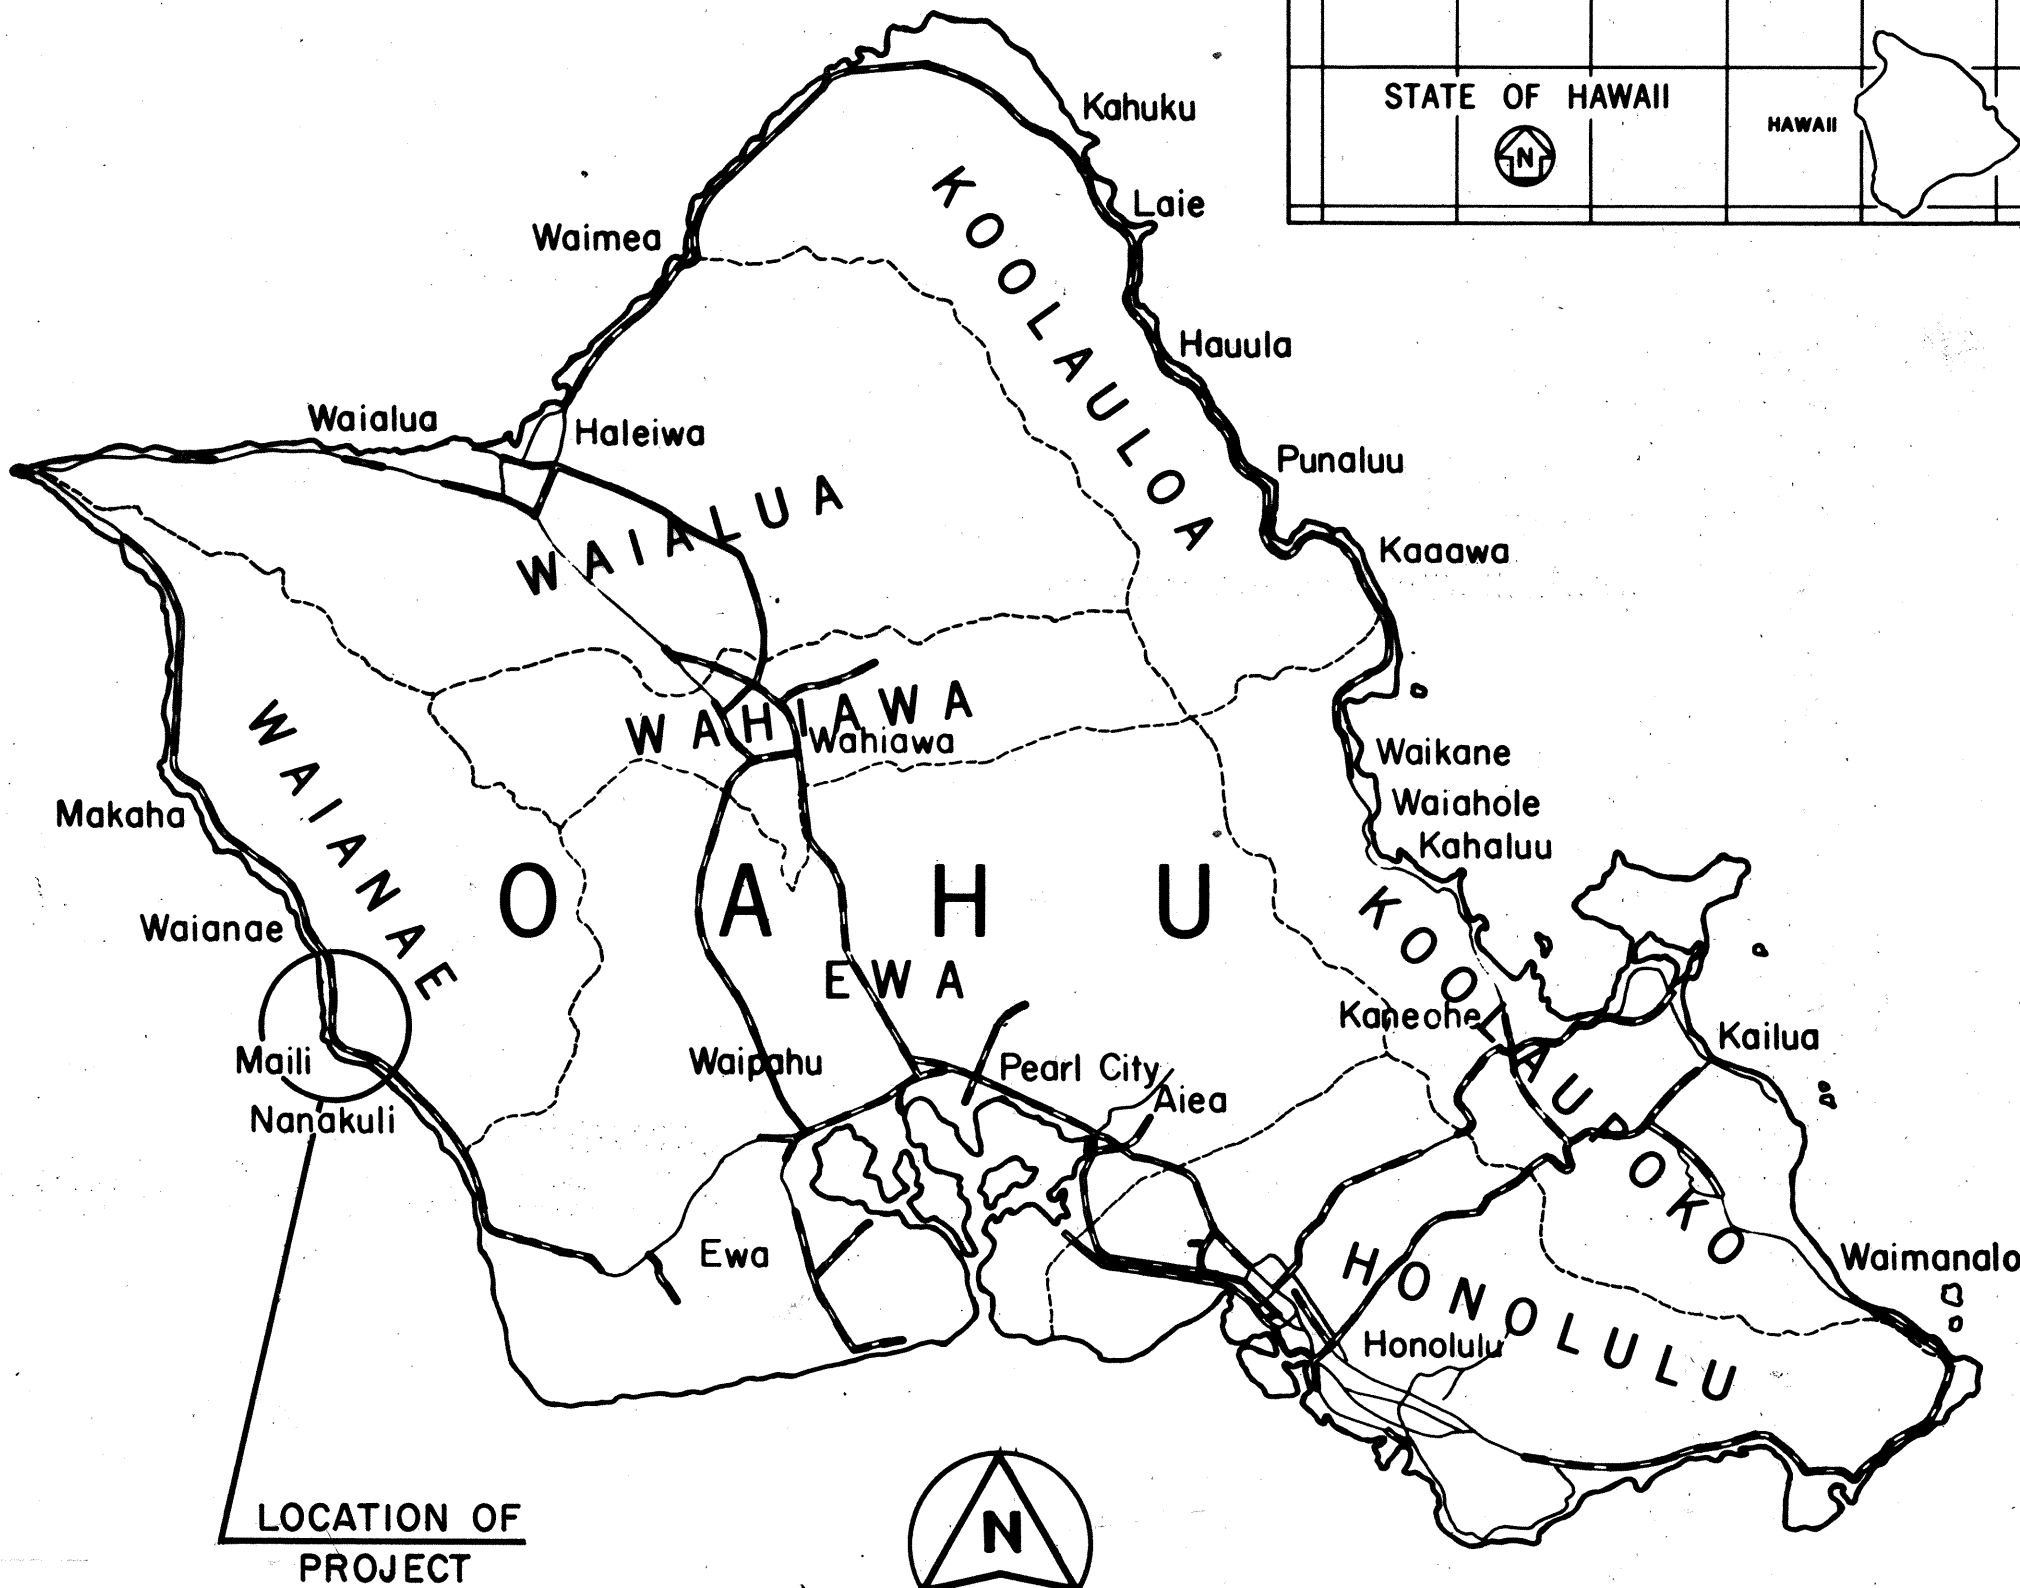 STATE OF HAWAII
HAWAII
N
Kahuku
Laie
KOOLAULOA
Waimea
Hauula
Waialua
Haleiwa
Punaluu
WAIALUA
Kaaawa
WAHIAWA
Wahiawa
WAIANAE
Waikane
Waiahole
Makaha
Kahaluu
OAHU
Waianae
KOOLAUPOKO
EWA
Kaneohe
Kailua
Maili
Waipahu
Pearl City
Aiea
Nanakuli
Ewa
Waimanalo
HONOLULU
Honolulu
LOCATION OF
PROJECT
N